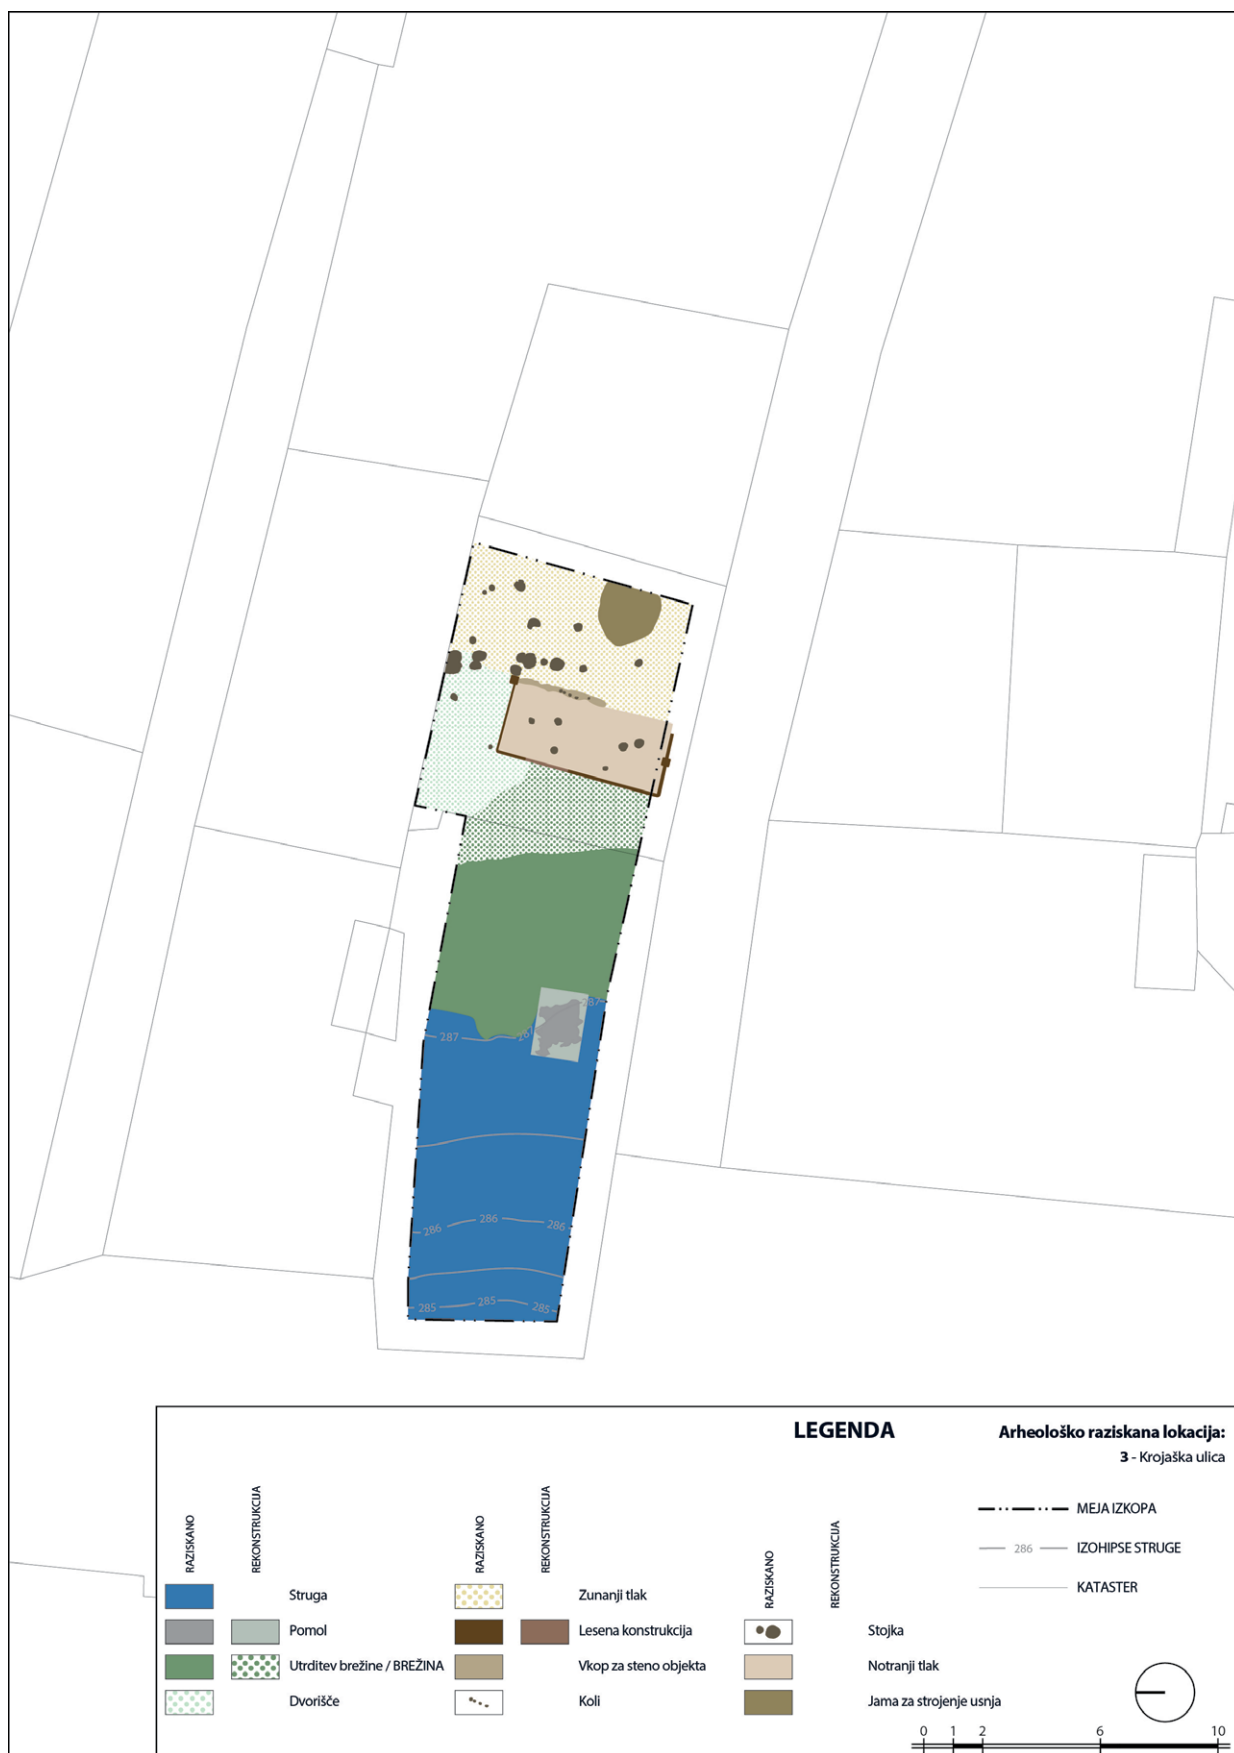 287
287
287
286
286
286
285
285
285
LEGENDA
Arheološko raziskana lokacija:
3 - Krojaška ulica
RAZISKANO
REKONSTRUKCIJA
RAZISKANO
REKONSTRUKCIJA
RAZISKANO
REKONSTRUKCIJA
MEJA IZKOPA
286
IZOHIPSE STRUGE
KATASTER
Struga
Pomol
Utrditev brežine / BREŽINA
Dvorišče
Zunanji tlak
Lesena konstrukcija
Vkop za steno objekta
Koli
Stojka
Notranji tlak
Jama za strojenje usnja
0 1 2 6 10